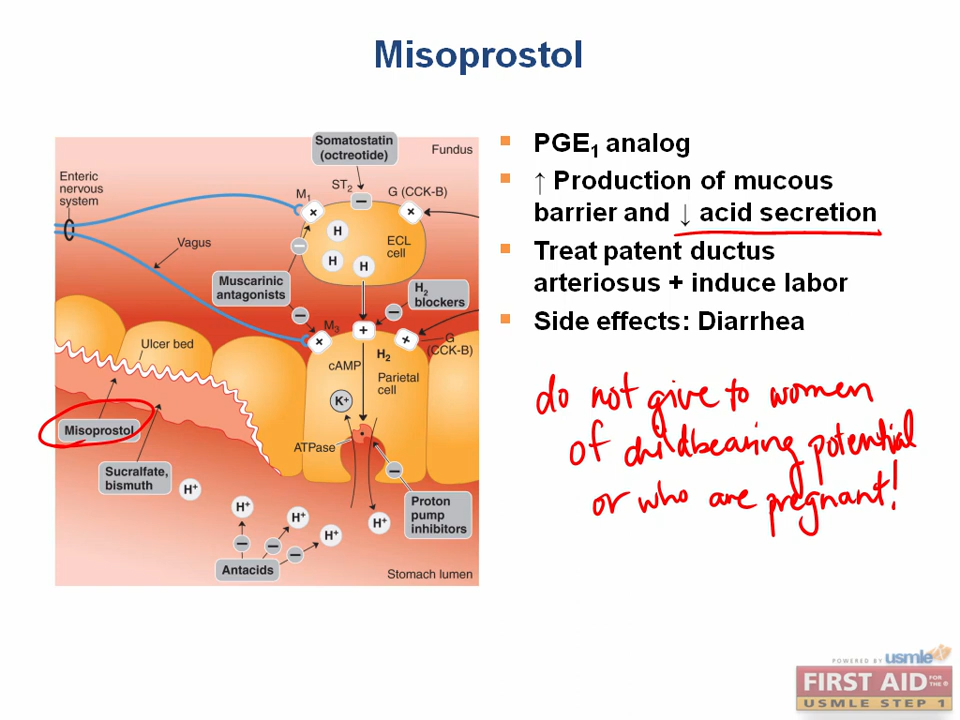 Misoprostol
Somatostatin
(octreotide)
Fundus
Enteric
nervous
system
M1
ST2
G (CCK-B)
H
H
H
ECL
cell
Vagus
Muscarinic
antagonists
H2
blockers
M3
+
G
(CCK-B)
H2
cAMP
Parietal
cell
Ulcer bed
K+
ATPase
Misoprostol
Sucralfate,
bismuth
H+
H+
H+
H+
H+
Proton
pump
inhibitors
Antacids
Stomach lumen
PGE1 analog
↑ Production of mucous
barrier and ↓ acid secretion
Treat patent ductus
arteriosus + induce labor
Side effects: Diarrhea
do not give to women
of childbearing potential
or who are pregnant!
POWERED BY usmle
FIRST AID FOR THE ®
USMLE STEP 1